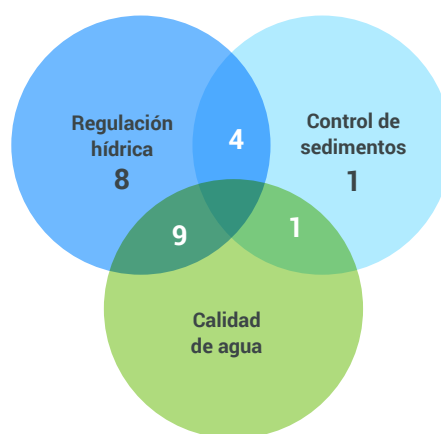 Regulación
hídrica
8
4
Control de
sedimentos
1
9
1
Calidad
de agua